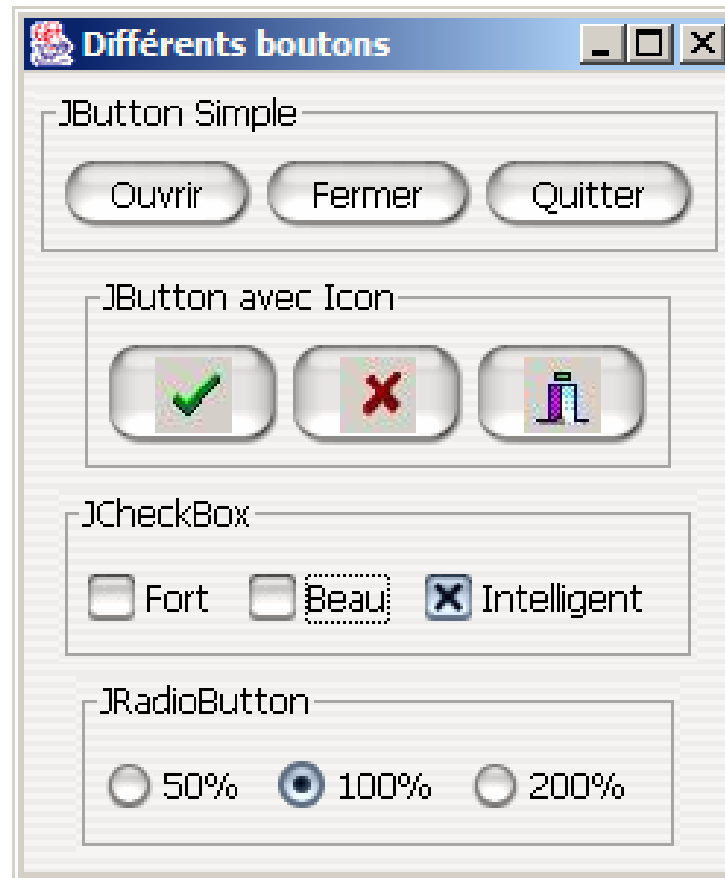 Différents boutons
JButton Simple
Ouvrir Fermer Quitter
JButton avec Icon
JCheckBox
Fort Beau Intelligent
JRadioButton
50% 100% 200%